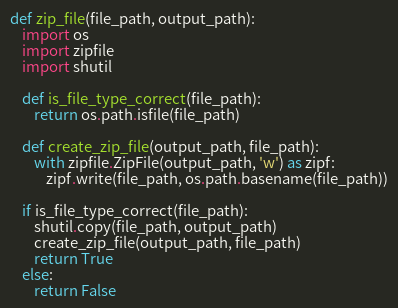 def zip_file(file_path, output_path):
    import os
    import zipfile
    import shutil

    def is_file_type_correct(file_path):
        return os.path.isfile(file_path)

    def create_zip_file(output_path, file_path):
        with zipfile.ZipFile(output_path, 'w') as zipf:
            zipf.write(file_path, os.path.basename(file_path))

    if is_file_type_correct(file_path):
        shutil.copy(file_path, output_path)
        create_zip_file(output_path, file_path)
        return True
    else:
        return False